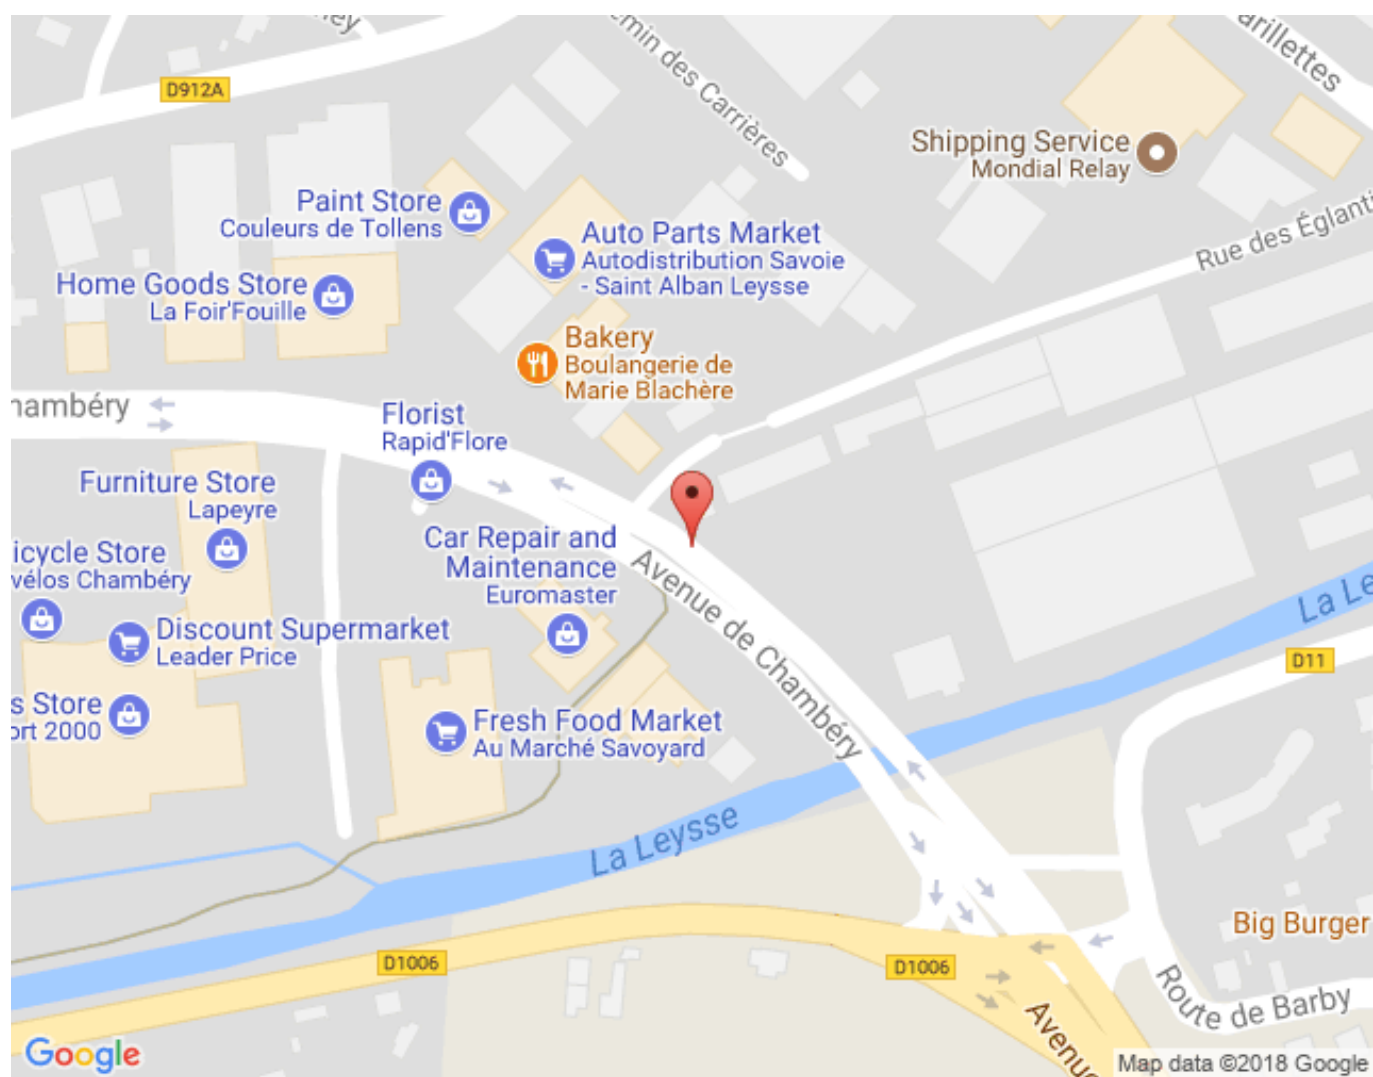 D912A
Chemin des Carrières
Shipping Service
Mondial Relay
Paint Store
Couleurs de Tollens
Auto Parts Market
Autodistribution Savoie
- Saint Alban Leysse
Rue des Églanti
Home Goods Store
La Foir'Fouille
Bakery
Boulangerie de
Marie Blachère
hambéry
Florist
Rapid'Flore
Furniture Store
Lapeyre
Car Repair and
Maintenance
Euromaster
icycle Store
vélos Chambéry
Avenue de Chambéry
Discount Supermarket
Leader Price
La Le
D11
s Store
ort 2000
Fresh Food Market
Au Marché Savoyard
La Leysse
Big Burger
D1006
D1006
Route de Barby
Avenue
Google
Map data ©2018 Google